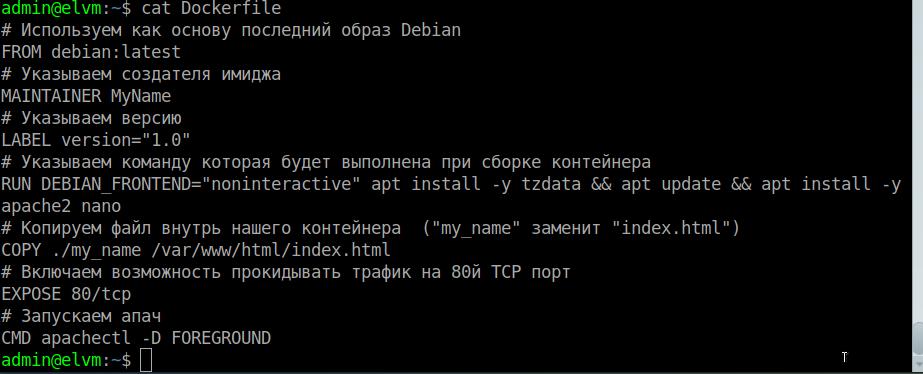 admin@elvm:~$ cat Dockerfile
# Используем как основу последний образ Debian
FROM debian:latest
# Указываем создателя имиджа
MAINTAINER MyName
# Указываем версию
LABEL version="1.0"
# Указываем команду которая будет выполнена при сборке контейнера
RUN DEBIAN_FRONTEND="noninteractive" apt install -y tzdata && apt update && apt install -y
apache2 nano
# Копируем файл внутрь нашего контейнера  ("my_name" заменит "index.html")
COPY ./my_name /var/www/html/index.html
# Включаем возможность прокидывать трафик на 80й TCP порт
EXPOSE 80/tcp
# Запускаем апач
CMD apachectl -D FOREGROUND
admin@elvm:~$